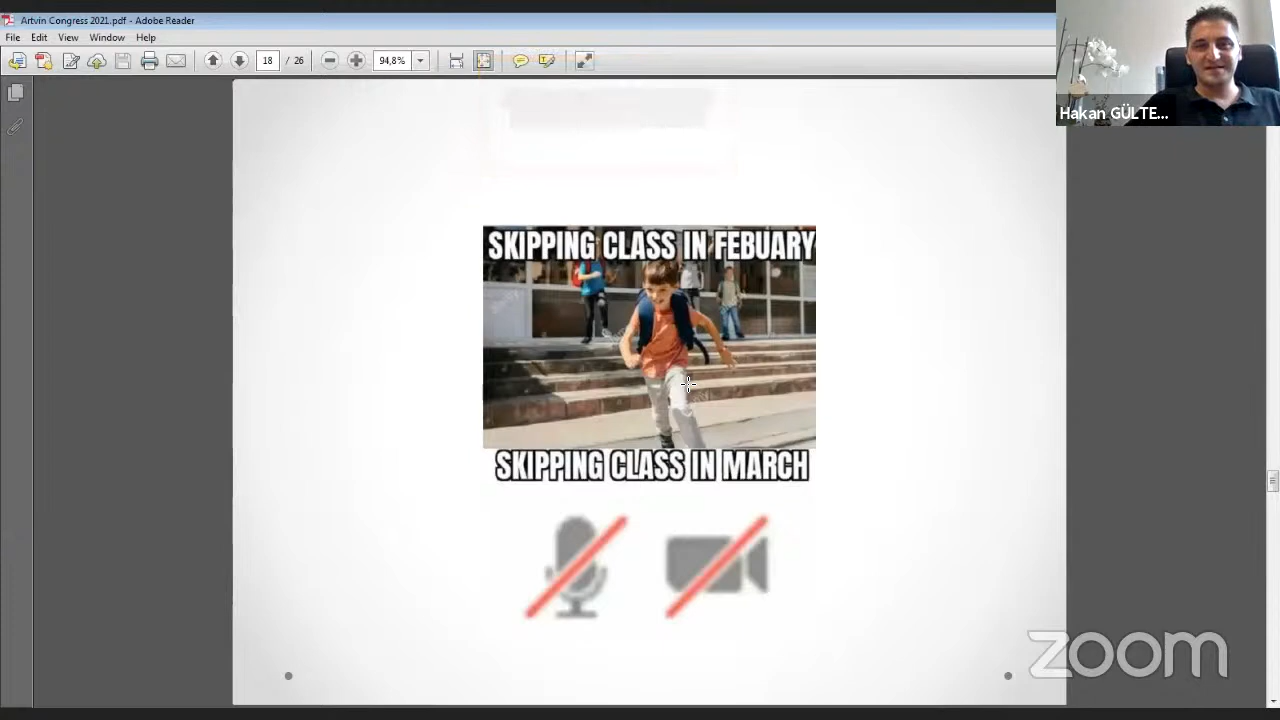 Artvin Congress 2021.pdf - Adobe Reader
File Edit View Window Help
18 / 26 94,8%
Hakan GÜLTE...
SKIPPING CLASS IN FEBUARY
SKIPPING CLASS IN MARCH
zoom